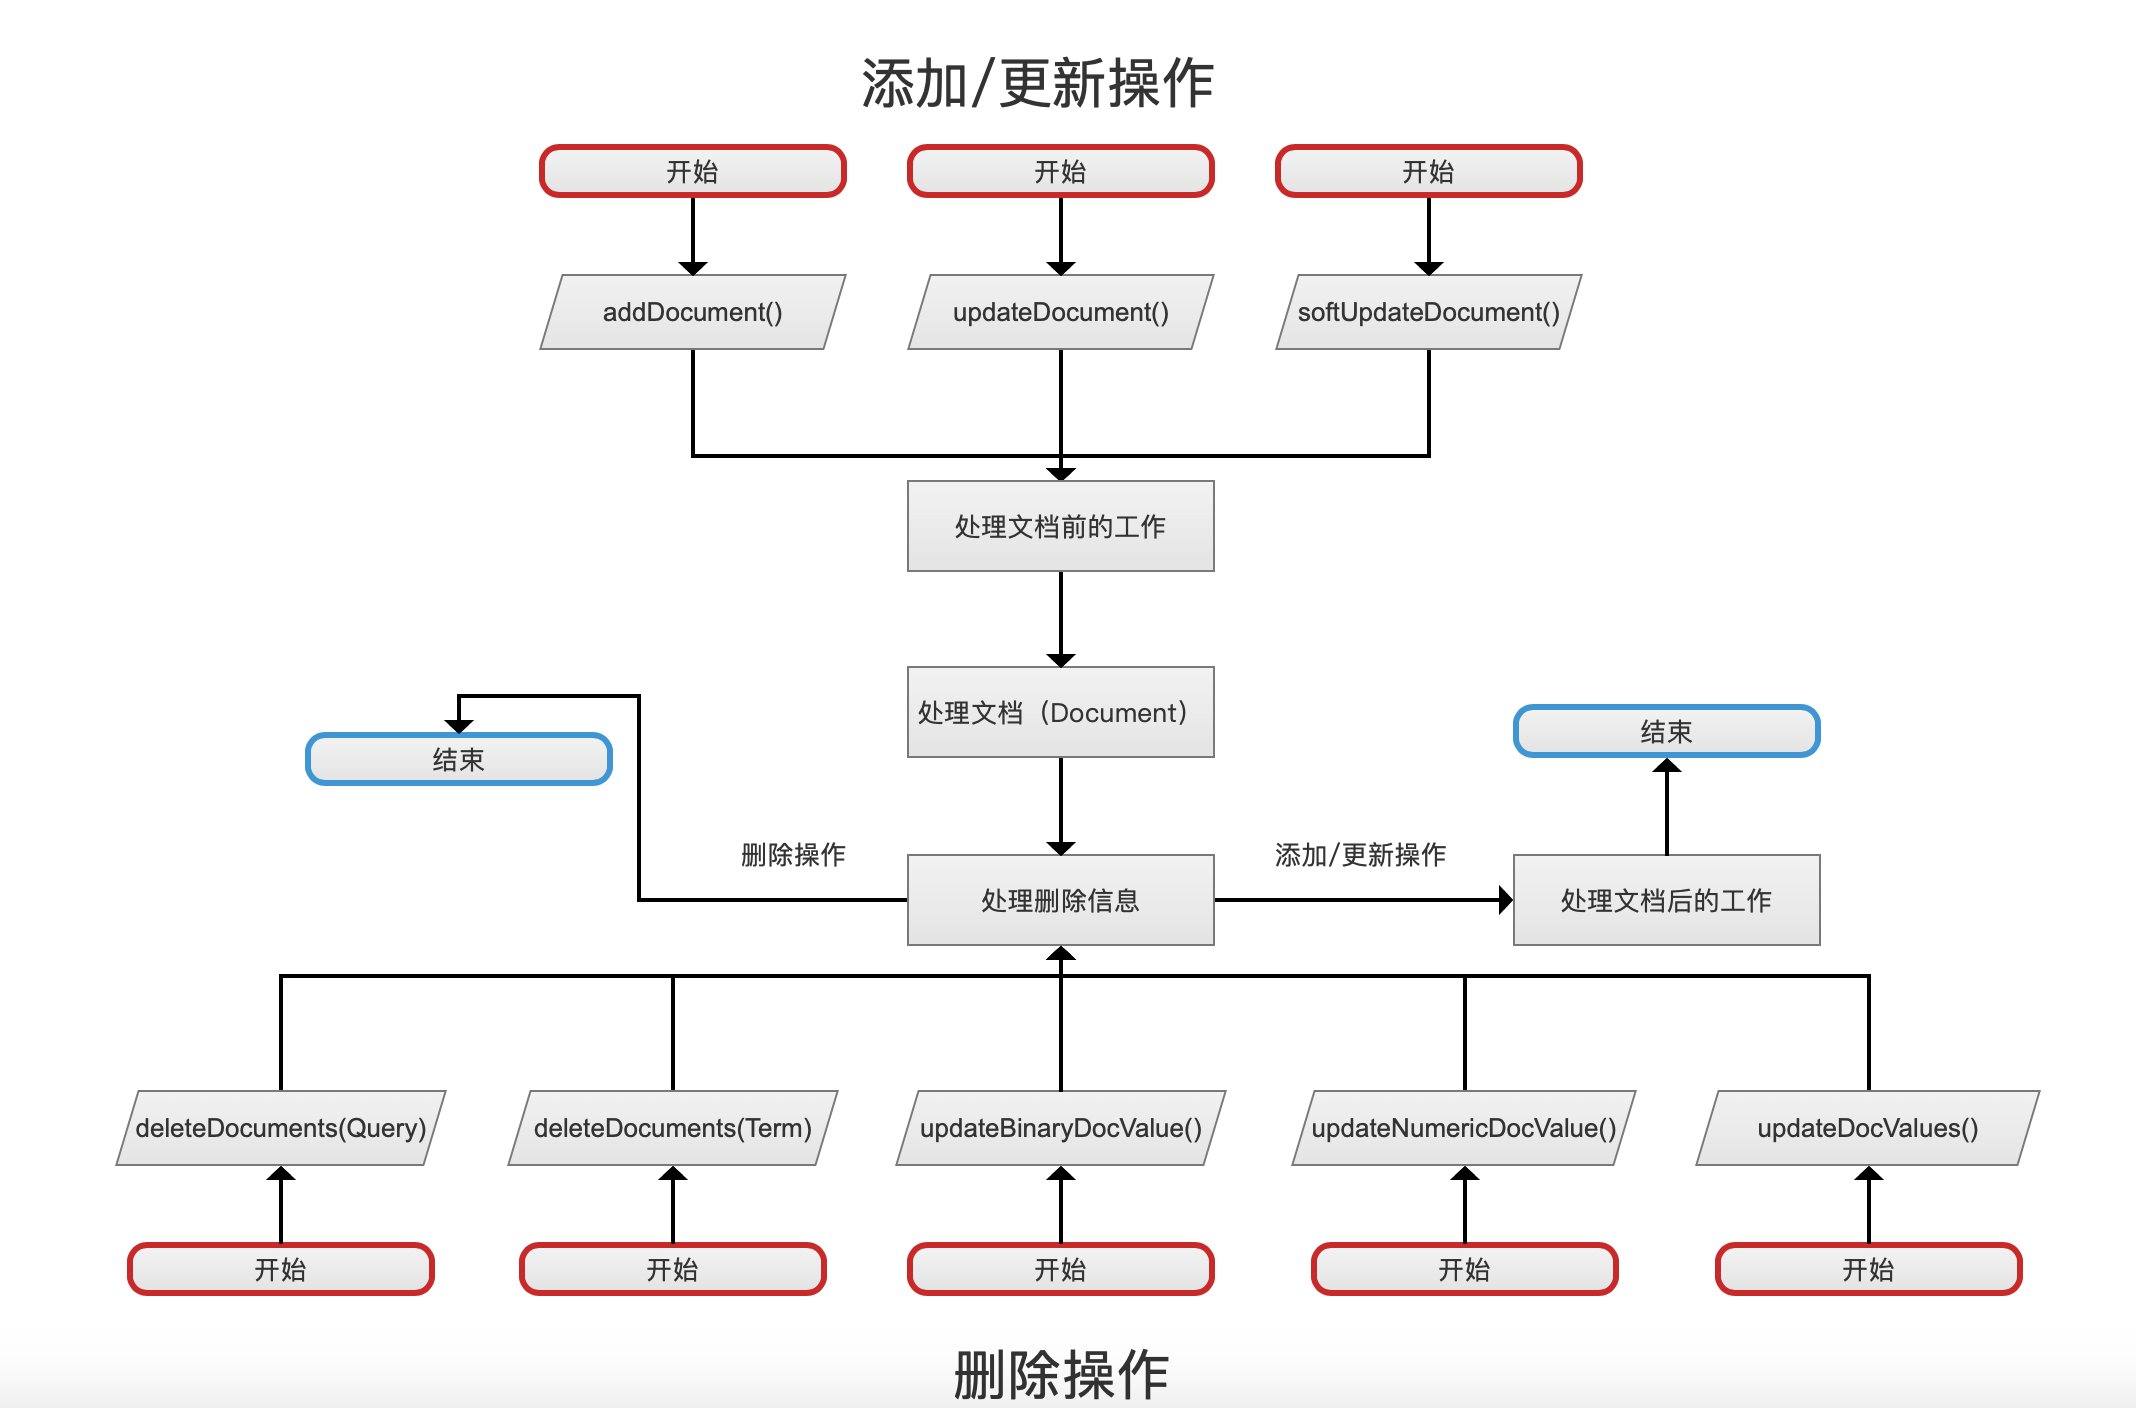 添加/更新操作
开始
开始
开始
addDocument()
updateDocument()
softUpdateDocument()
处理文档前的工作
处理文档（Document）
结束
结束
删除操作
添加/更新操作
处理删除信息
处理文档后的工作
deleteDocuments(Query)
deleteDocuments(Term)
updateBinaryDocValue()
updateNumericDocValue()
updateDocValues()
开始
开始
开始
开始
开始
删除操作